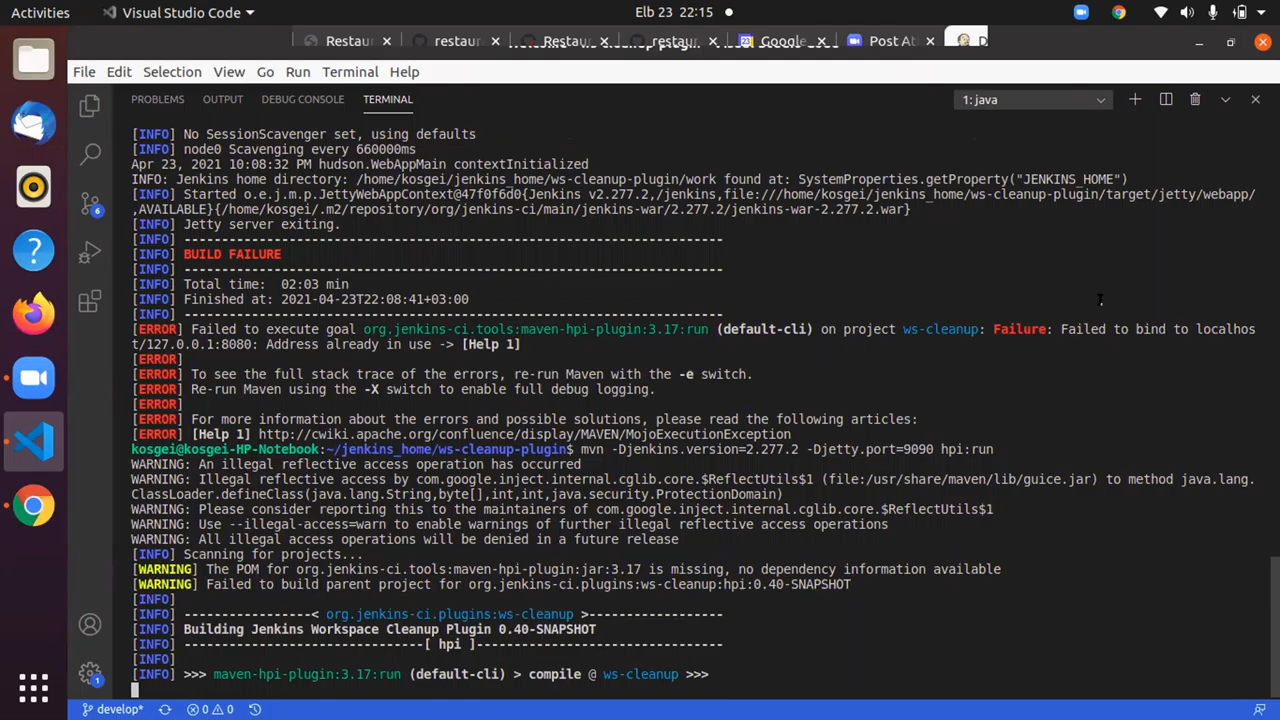 Activities
Visual Studio Code
Elb 23 22:15
Restau
restau
Restau
restau
Google
Post At
D
File Edit Selection View Go Run Terminal Help
PROBLEMS OUTPUT DEBUG CONSOLE TERMINAL
1: java
[INFO] No SessionScavenger set, using defaults
[INFO] node0 Scavenging every 660000ms
Apr 23, 2021 10:08:32 PM hudson.WebAppMain contextInitialized
INFO: Jenkins home directory: /home/kosgei/jenkins_home/ws-cleanup-plugin/work found at: SystemProperties.getProperty("JENKINS_HOME")
[INFO] Started o.e.j.m.p.JettyWebAppContext@47f0f6d0{Jenkins v2.277.2,/jenkins,file:///home/kosgei/jenkins_home/ws-cleanup-plugin/target/jetty/webapp/
,AVAILABLE}{/home/kosgei/.m2/repository/org/jenkins-ci/main/jenkins-war/2.277.2/jenkins-war-2.277.2.war}
[INFO] Jetty server exiting.
[INFO] ------------------------------------------------------------------------
[INFO] BUILD FAILURE
[INFO] ------------------------------------------------------------------------
[INFO] Total time:  02:03 min
[INFO] Finished at: 2021-04-23T22:08:41+03:00
[INFO] ------------------------------------------------------------------------
[ERROR] Failed to execute goal org.jenkins-ci.tools:maven-hpi-plugin:3.17:run (default-cli) on project ws-cleanup: Failure: Failed to bind to localhos
t/127.0.0.1:8080: Address already in use -> [Help 1]
[ERROR]
[ERROR] To see the full stack trace of the errors, re-run Maven with the -e switch.
[ERROR] Re-run Maven using the -X switch to enable full debug logging.
[ERROR]
[ERROR] For more information about the errors and possible solutions, please read the following articles:
[ERROR] [Help 1] http://cwiki.apache.org/confluence/display/MAVEN/MojoExecutionException
kosgei@kosgei-HP-Notebook:~/jenkins_home/ws-cleanup-plugin$ mvn -Djenkins.version=2.277.2 -Djetty.port=9090 hpi:run
WARNING: An illegal reflective access operation has occurred
WARNING: Illegal reflective access by com.google.inject.internal.cglib.core.$ReflectUtils$1 (file:/usr/share/maven/lib/guice.jar) to method java.lang.
ClassLoader.defineClass(java.lang.String,byte[],int,int,java.security.ProtectionDomain)
WARNING: Please consider reporting this to the maintainers of com.google.inject.internal.cglib.core.$ReflectUtils$1
WARNING: Use --illegal-access=warn to enable warnings of further illegal reflective access operations
WARNING: All illegal access operations will be denied in a future release
[INFO] Scanning for projects...
[WARNING] The POM for org.jenkins-ci.tools:maven-hpi-plugin:jar:3.17 is missing, no dependency information available
[WARNING] Failed to build parent project for org.jenkins-ci.plugins:ws-cleanup:hpi:0.40-SNAPSHOT
[INFO]
[INFO] ----------------< org.jenkins-ci.plugins:ws-cleanup >-----------------
[INFO] Building Jenkins Workspace Cleanup Plugin 0.40-SNAPSHOT
[INFO] --------------------------------[ hpi ]---------------------------------
[INFO]
[INFO] >>> maven-hpi-plugin:3.17:run (default-cli) > compile @ ws-cleanup >>>
6
1
develop* 0 0